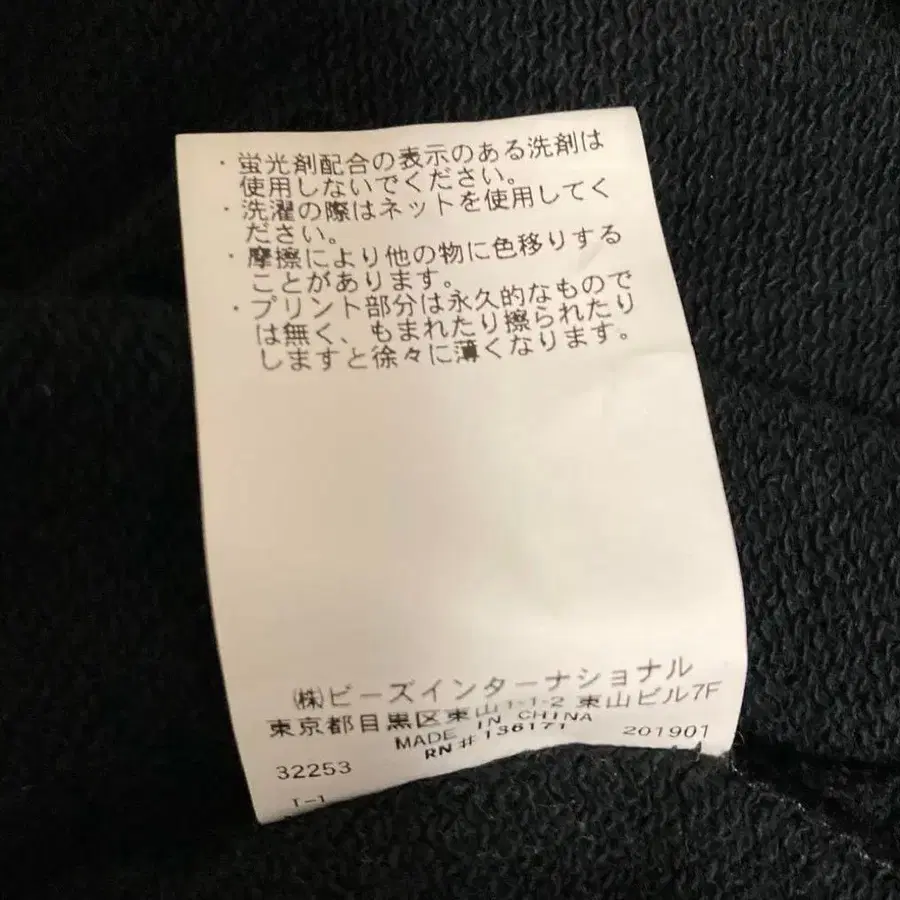 ・蛍光剤配合の表示のある洗剤は
使用しないでください。
・洗濯の際はネットを使用してく
ださい。
・摩擦により他の物に色移りする
ことがあります。
・プリント部分は永久的なもので
は無く、もまれたり擦られたり
しますと徐々に薄くなります。
㈱ビーズインターナショナル
東京都目黒区東山1-1-2 東山ビル7F
MADE IN CHINA
RN# 136171
32253
201901
T-1